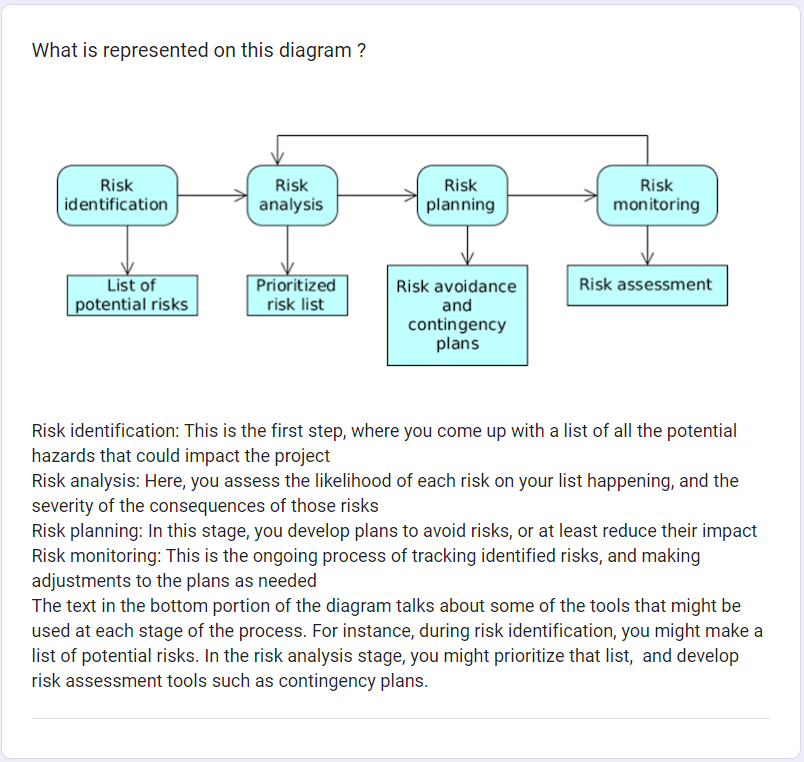 What is represented on this diagram ?
Risk
identification
Risk
analysis
Risk
planning
Risk
monitoring
List of
potential risks
Prioritized
risk list
Risk avoidance
and
contingency
plans
Risk assessment
Risk identification: This is the first step, where you come up with a list of all the potential
hazards that could impact the project
Risk analysis: Here, you assess the likelihood of each risk on your list happening, and the
severity of the consequences of those risks
Risk planning: In this stage, you develop plans to avoid risks, or at least reduce their impact
Risk monitoring: This is the ongoing process of tracking identified risks, and making
adjustments to the plans as needed
The text in the bottom portion of the diagram talks about some of the tools that might be
used at each stage of the process. For instance, during risk identification, you might make a
list of potential risks. In the risk analysis stage, you might prioritize that list,  and develop
risk assessment tools such as contingency plans.